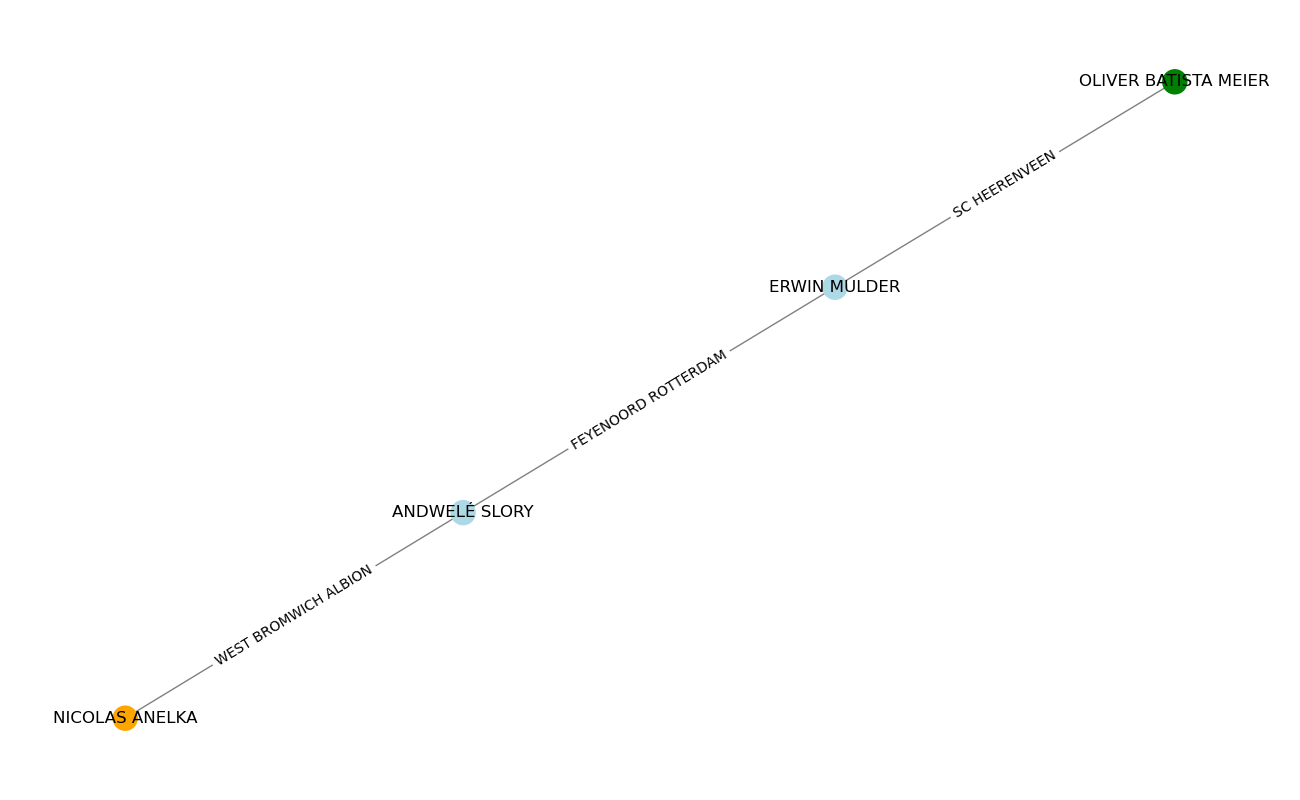 OLIVER BATISTA MEIER
SC HEERENVEEN
ERWIN MULDER
FEYENOORD ROTTERDAM
ANDWELÉ SLORY
WEST BROMWICH ALBION
NICOLAS ANELKA